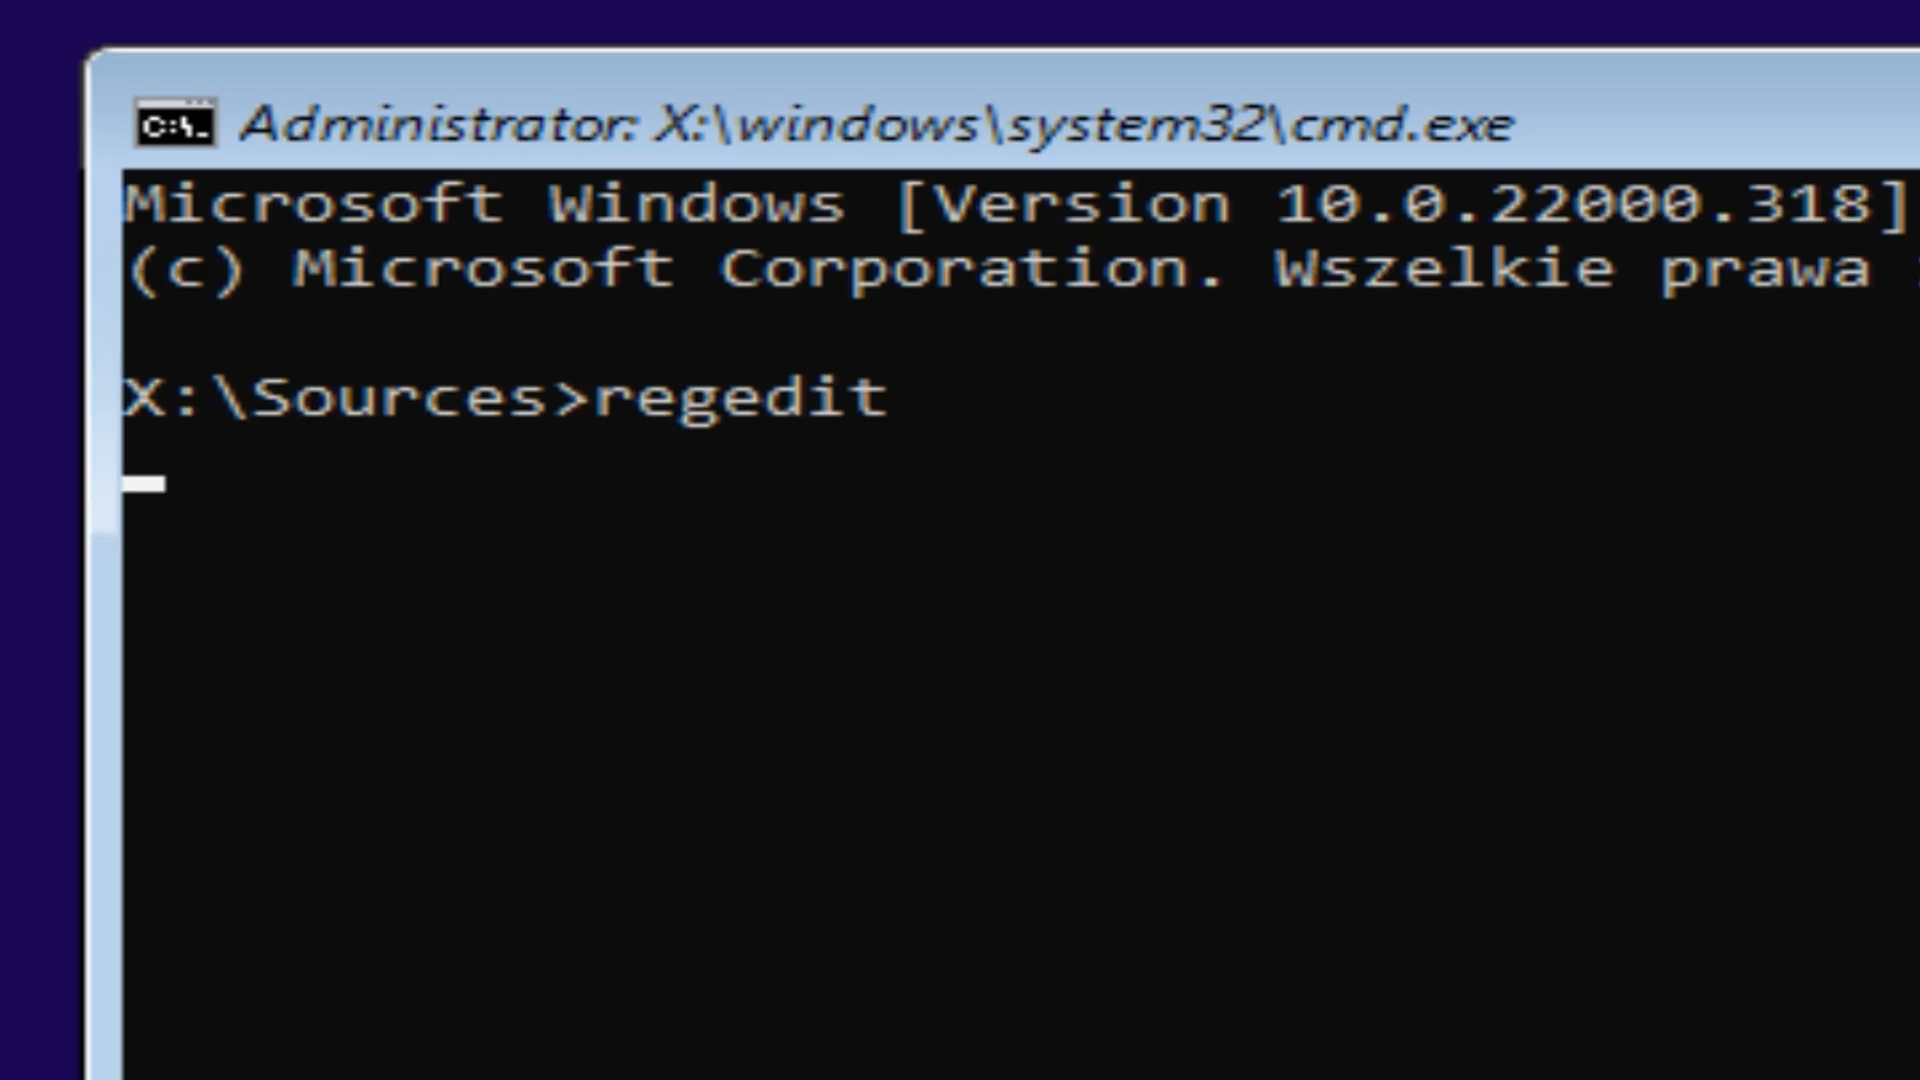 C:\.
Administrator: X:\windows\system32\cmd.exe
Microsoft Windows [Version 10.0.22000.318]
(c) Microsoft Corporation. Wszelkie prawa
X:\Sources>regedit